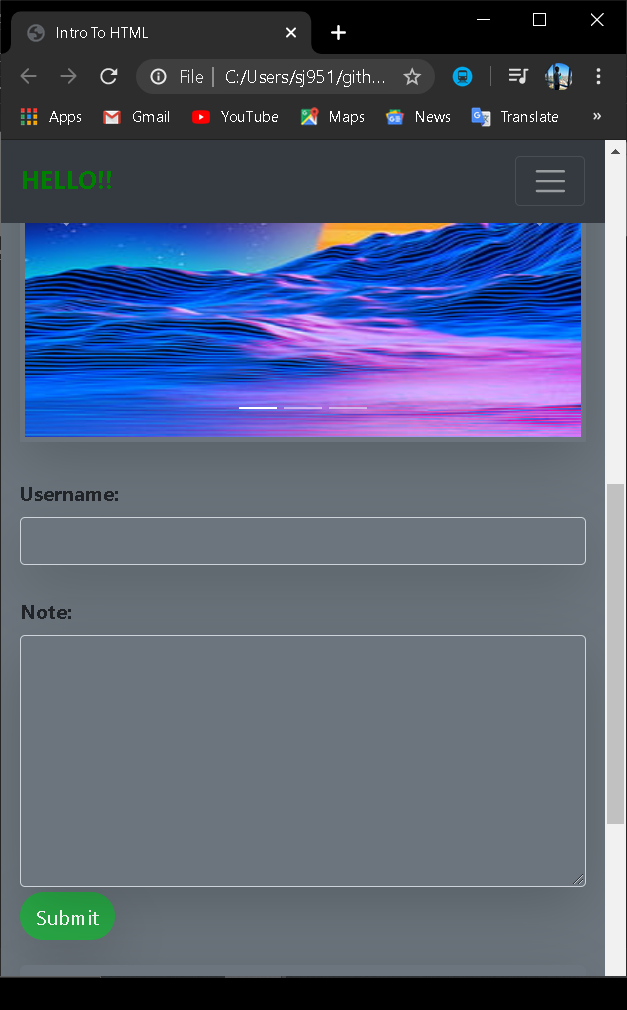 Intro To HTML
File | C:/Users/sj951/gith...
Apps Gmail YouTube Maps News Translate »
HELLO!!
Username:
Note:
Submit